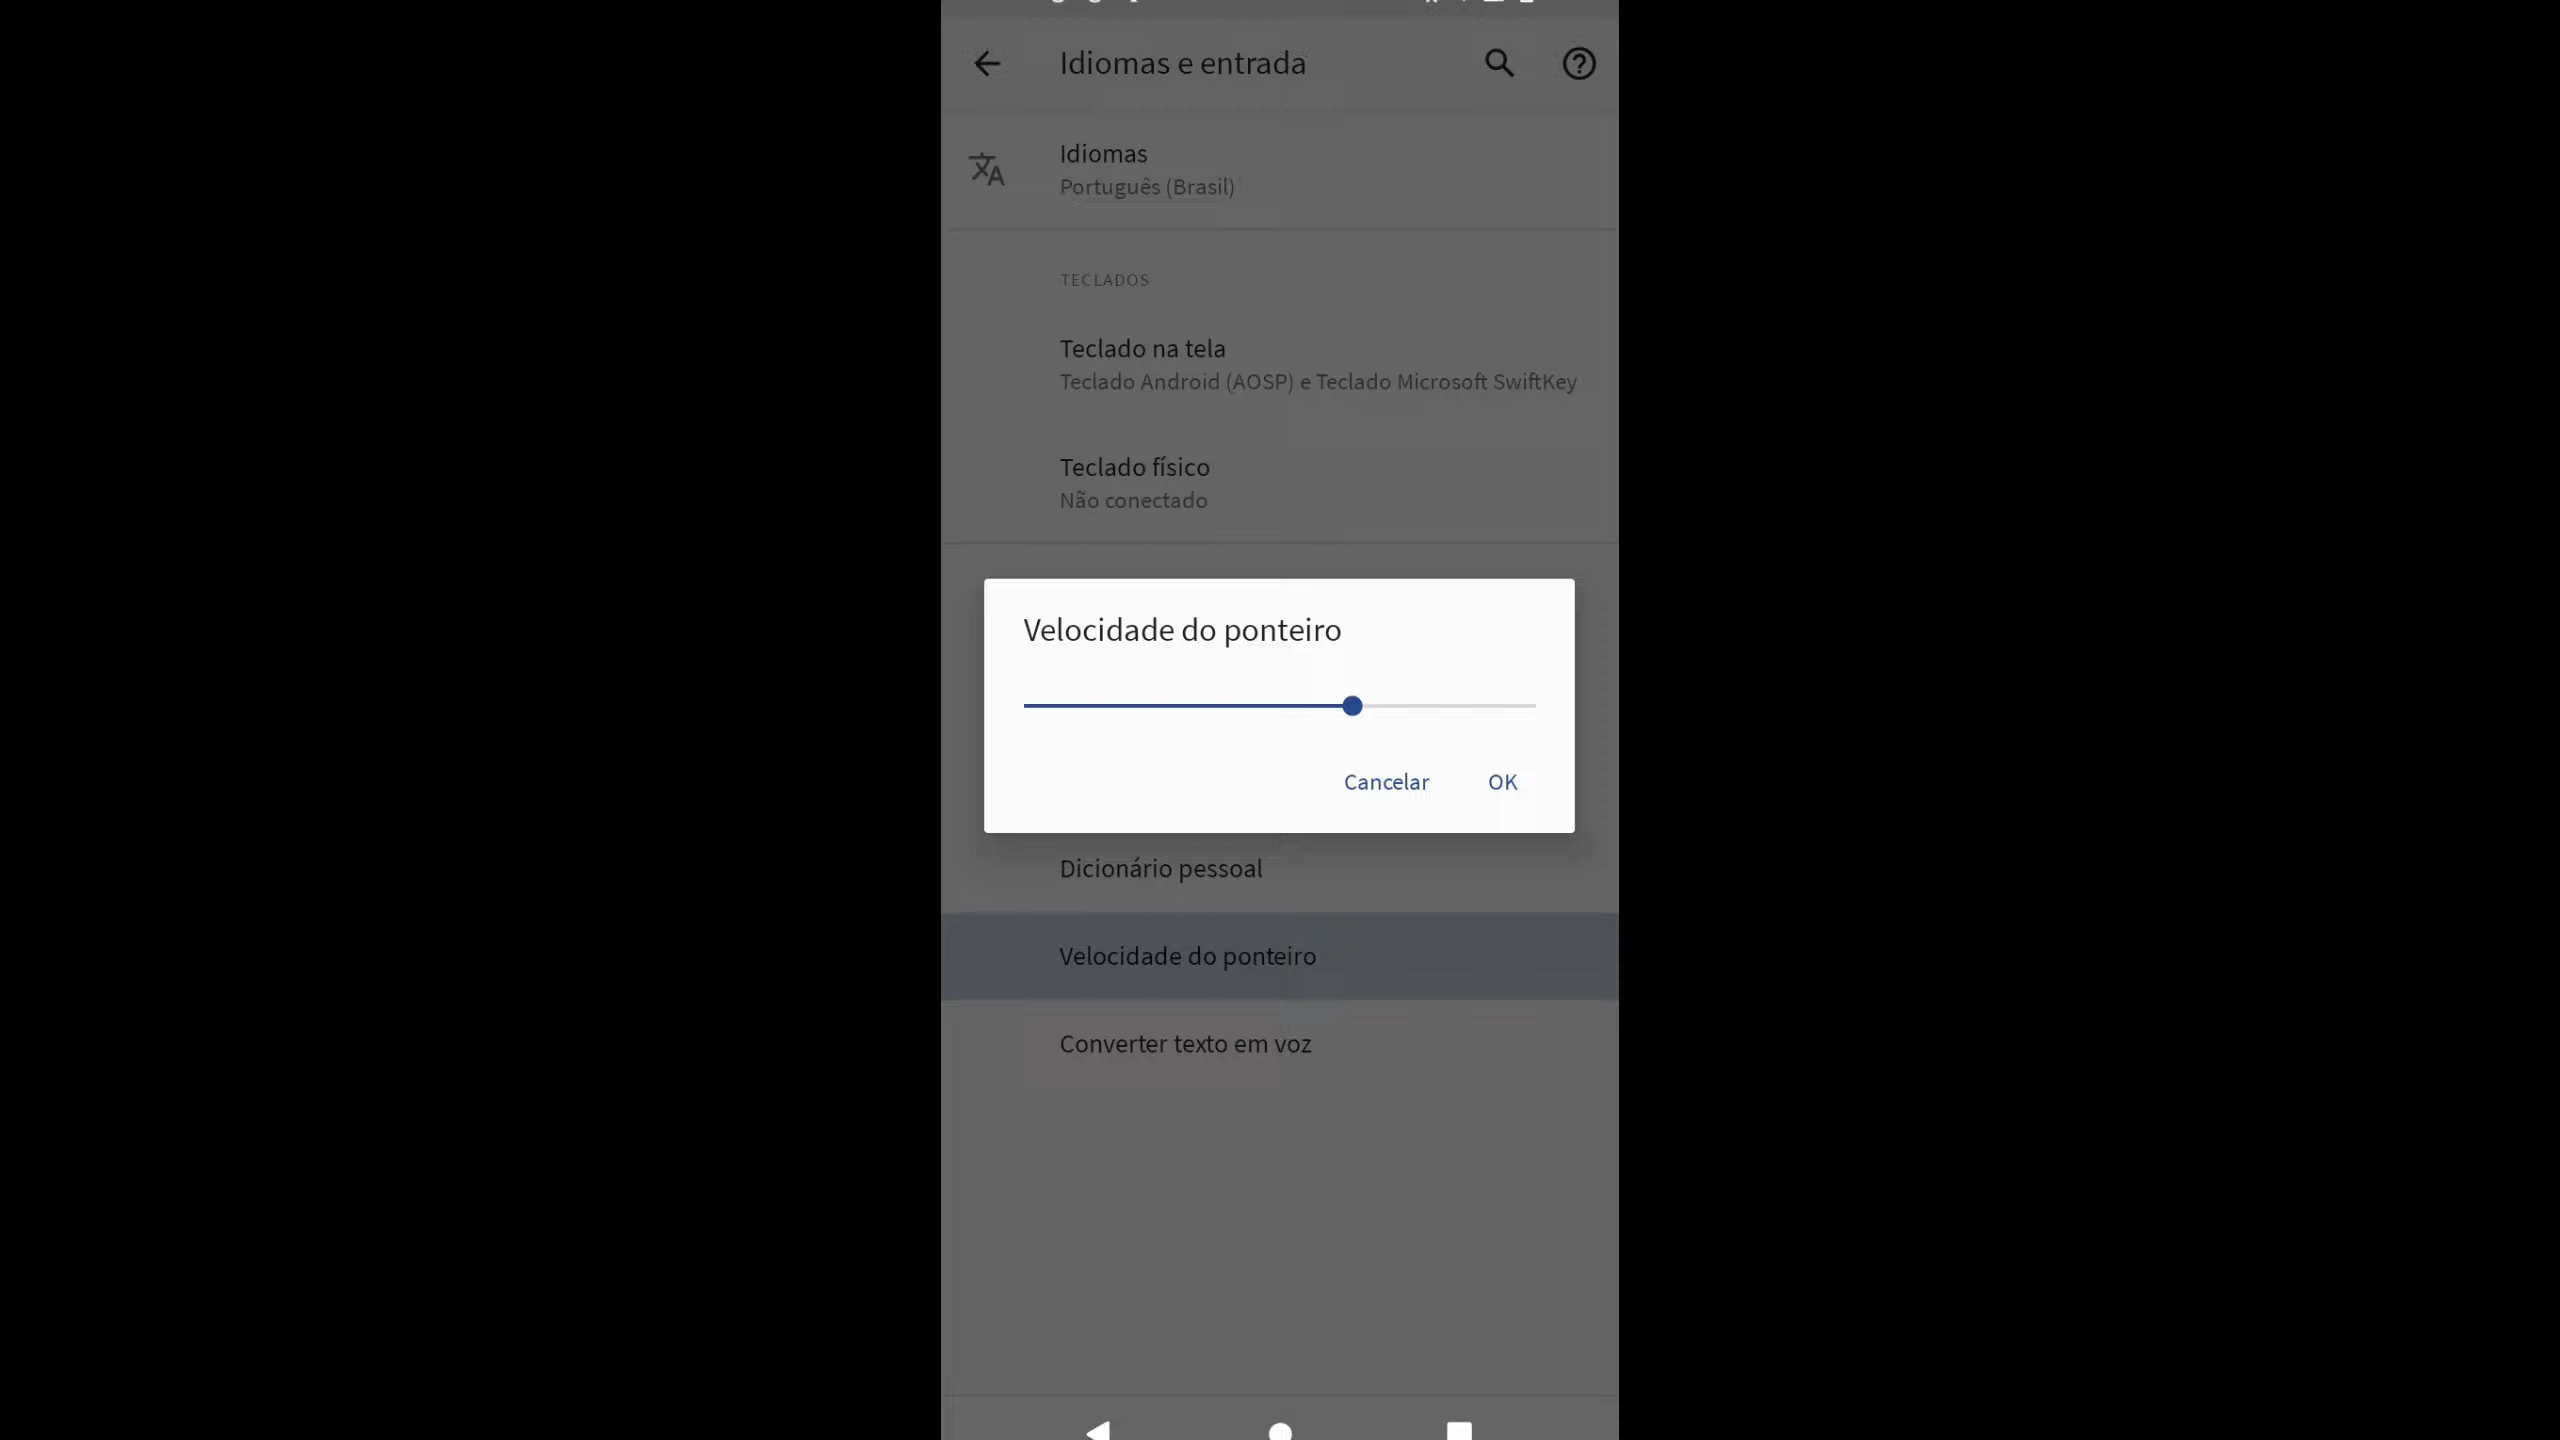 Idiomas e entrada
Idiomas
Português (Brasil)
TECLADOS
Teclado na tela
Teclado Android (AOSP) e Teclado Microsoft SwiftKey
Teclado físico
Não conectado
Velocidade do ponteiro
Cancelar OK
Dicionário pessoal
Velocidade do ponteiro
Converter texto em voz